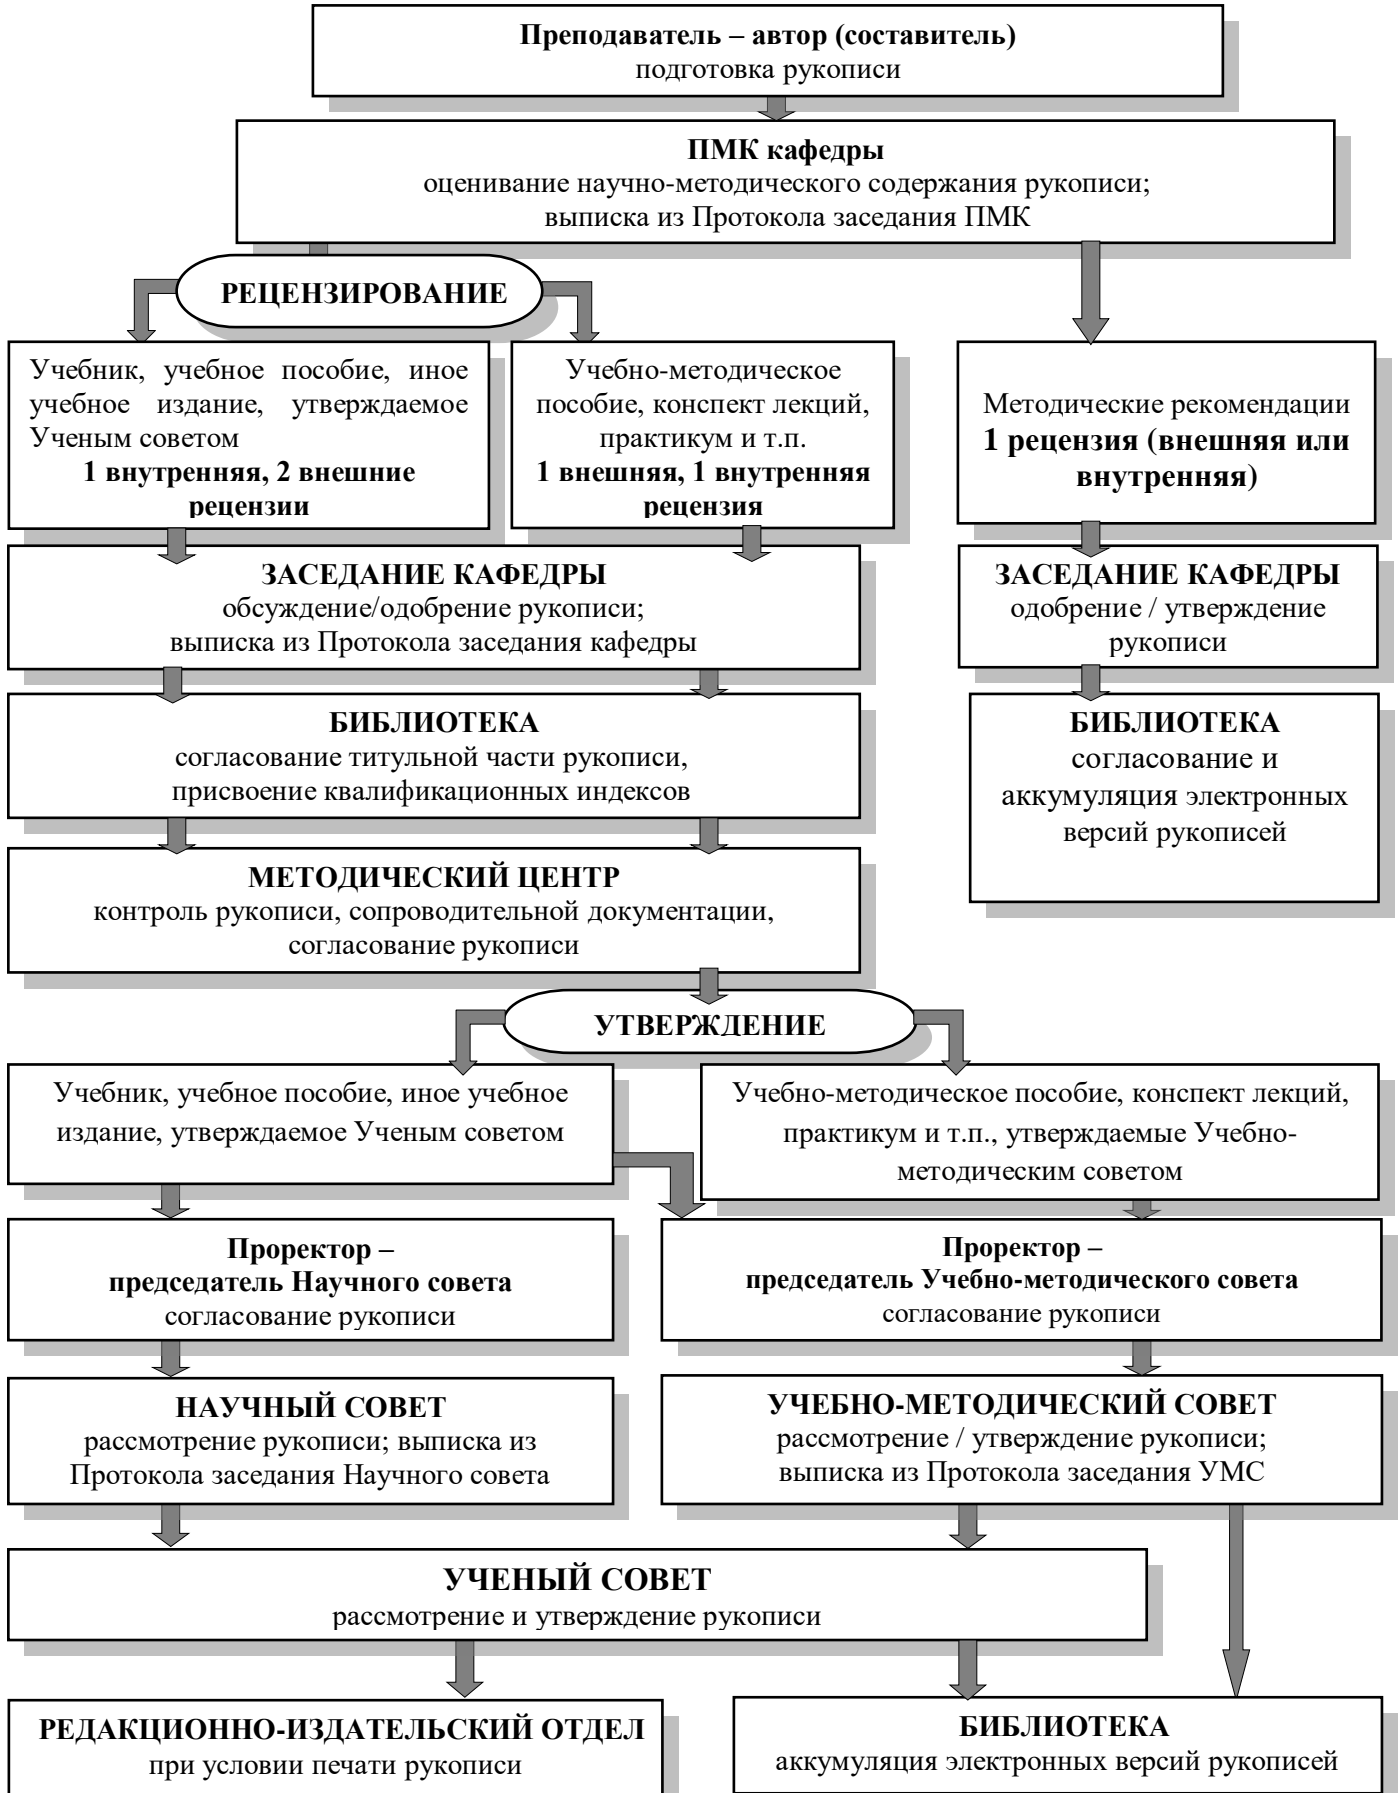 Преподаватель – автор (составитель)
подготовка рукописи
ПМК кафедры
оценивание научно-методического содержания рукописи;
выписка из Протокола заседания ПМК
РЕЦЕНЗИРОВАНИЕ
Учебник, учебное пособие, иное
учебное издание, утверждаемое
Ученым советом
1 внутренняя, 2 внешние
рецензии
Учебно-методическое
пособие, конспект лекций,
практикум и т.п.
1 внешняя, 1 внутренняя
рецензия
Методические рекомендации
1 рецензия (внешняя или
внутренняя)
ЗАСЕДАНИЕ КАФЕДРЫ
обсуждение/одобрение рукописи;
выписка из Протокола заседания кафедры
ЗАСЕДАНИЕ КАФЕДРЫ
одобрение / утверждение
рукописи
БИБЛИОТЕКА
согласование титульной части рукописи,
присвоение квалификационных индексов
БИБЛИОТЕКА
согласование и
аккумуляция электронных
версий рукописей
МЕТОДИЧЕСКИЙ ЦЕНТР
контроль рукописи, сопроводительной документации,
согласование рукописи
УТВЕРЖДЕНИЕ
Учебник, учебное пособие, иное учебное
издание, утверждаемое Ученым советом
Учебно-методическое пособие, конспект лекций,
практикум и т.п., утверждаемые Учебно-
методическим советом
Проректор –
председатель Научного совета
согласование рукописи
Проректор –
председатель Учебно-методического совета
согласование рукописи
НАУЧНЫЙ СОВЕТ
рассмотрение рукописи; выписка из
Протокола заседания Научного совета
УЧЕБНО-МЕТОДИЧЕСКИЙ СОВЕТ
рассмотрение / утверждение рукописи;
выписка из Протокола заседания УМС
УЧЕНЫЙ СОВЕТ
рассмотрение и утверждение рукописи
РЕДАКЦИОННО-ИЗДАТЕЛЬСКИЙ ОТДЕЛ
при условии печати рукописи
БИБЛИОТЕКА
аккумуляция электронных версий рукописей